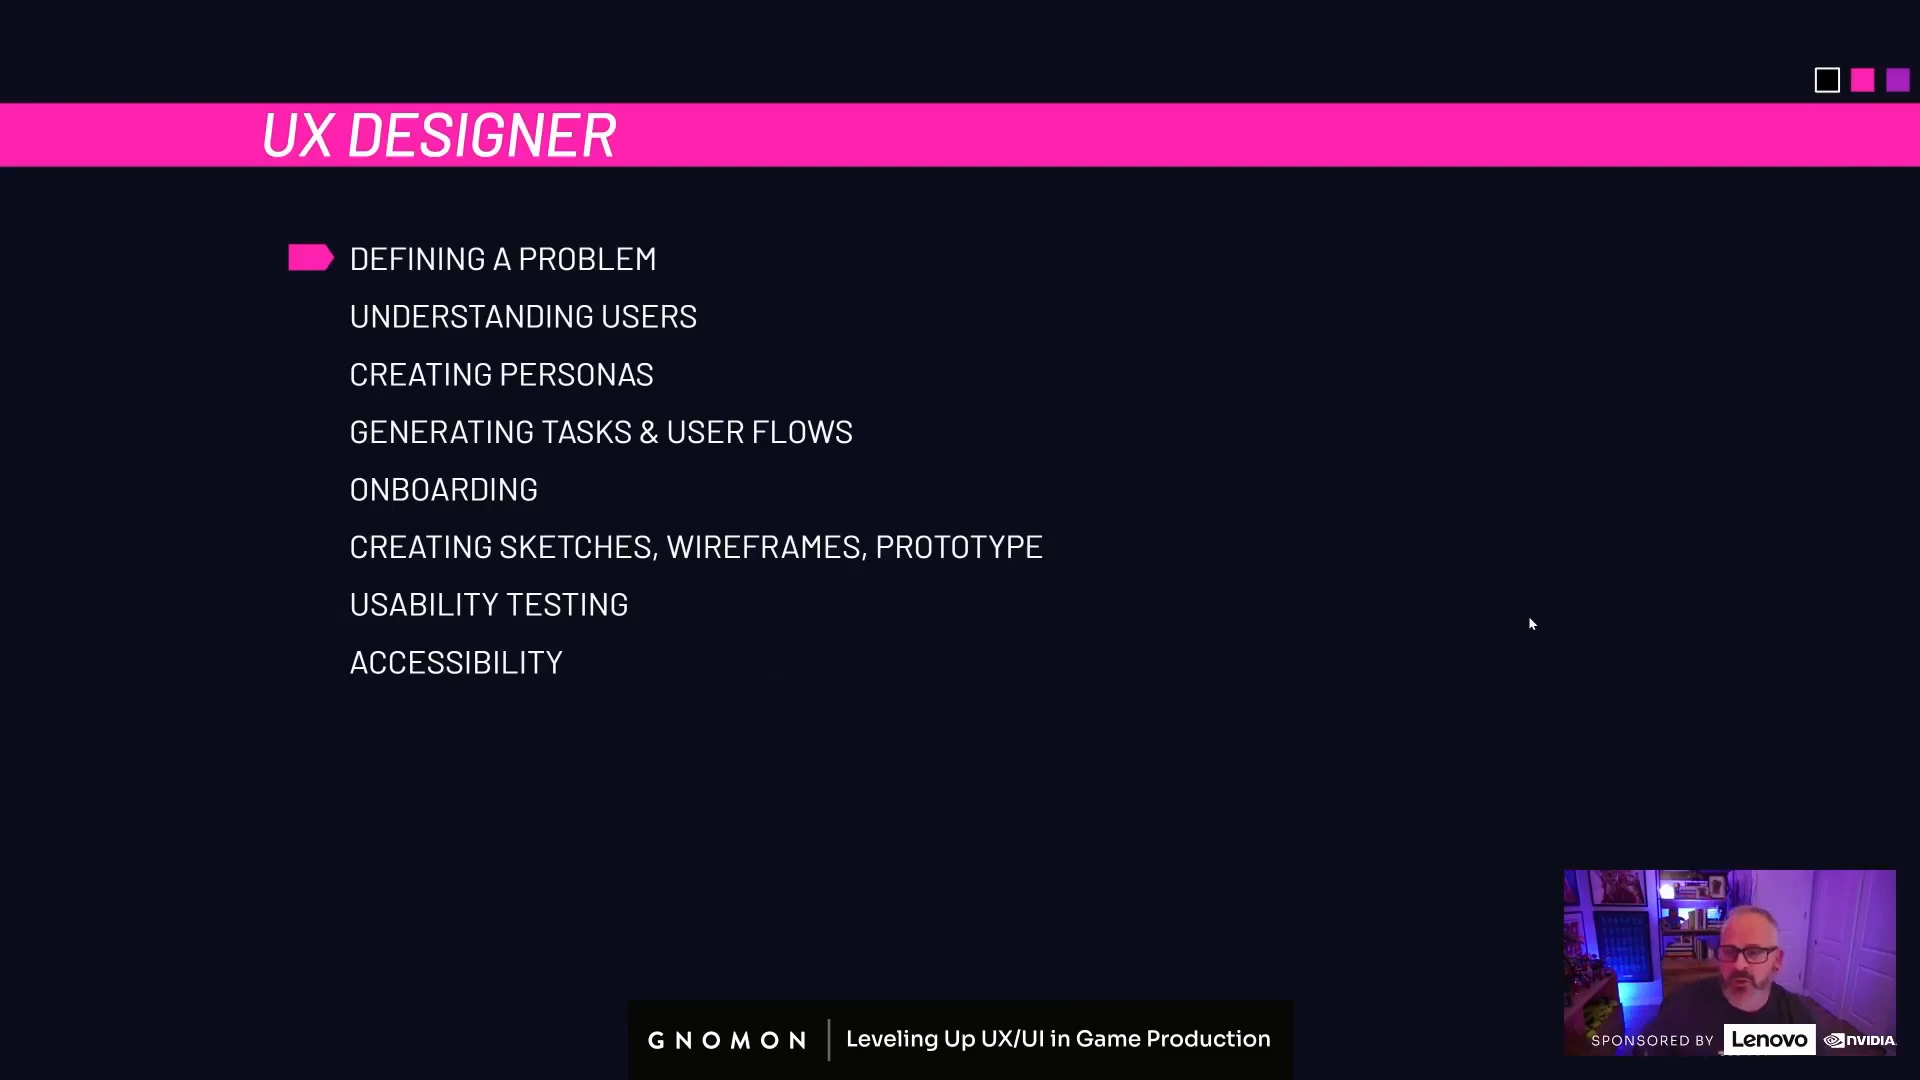 UX DESIGNER
DEFINING A PROBLEM
UNDERSTANDING USERS
CREATING PERSONAS
GENERATING TASKS & USER FLOWS
ONBOARDING
CREATING SKETCHES, WIREFRAMES, PROTOTYPE
USABILITY TESTING
ACCESSIBILITY
GNOMON
Leveling Up UX/UI in Game Production
SPONSORED BY Lenovo NVIDIA